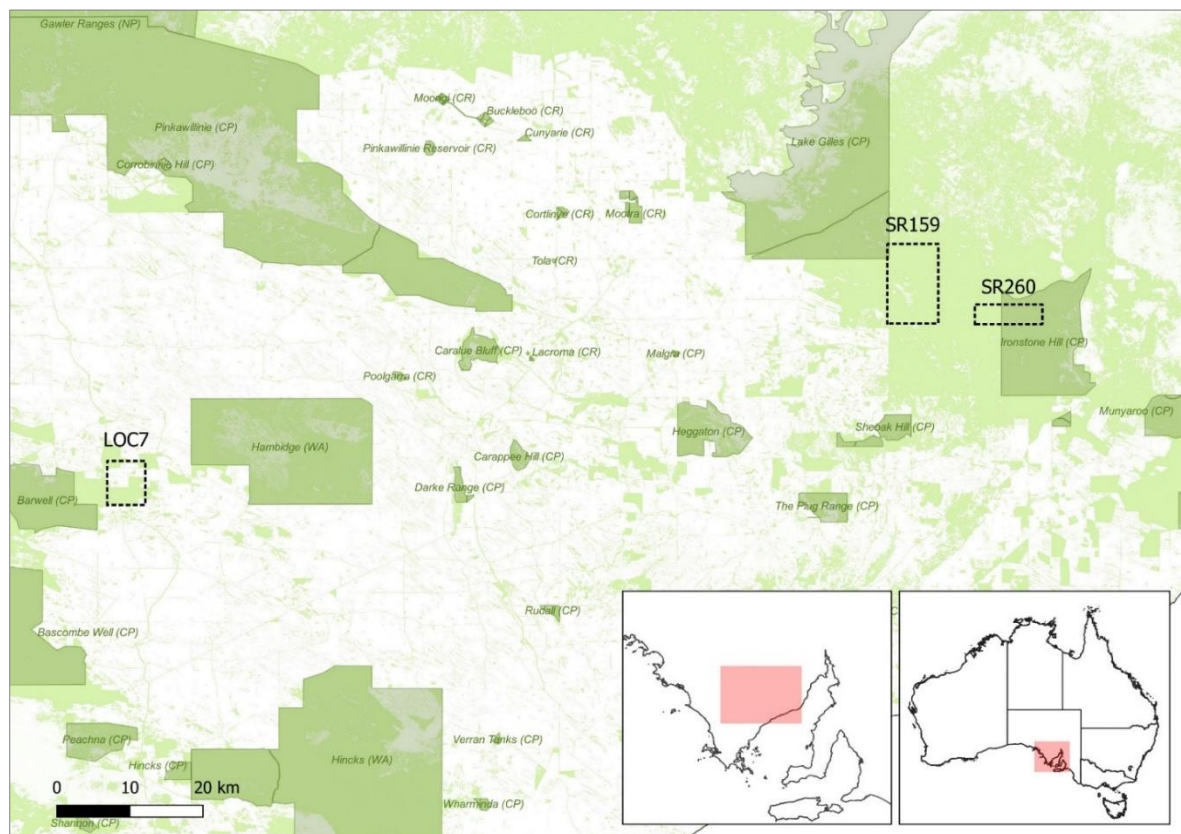 Gawler Ranges (NP)
Moongi (CR)
Buckleboo (CR)
Pinkawillinie (CP)
Cunyarie (CR)
Pinkawillinie Reservoir (CR)
Lake Gilles (CP)
Corrobinnie Hill (CP)
Cortlinye (CR)
Mootra (CR)
SR159
Tola (CR)
SR260
Ironstone Hill (CP)
Caralue Bluff (CP)
Lacroma (CR)
Malgra (CP)
Poolgarra (CR)
Munyaroo (CP)
Sheoak Hill (CP)
Heggaton (CP)
LOC7
Hambidge (WA)
Carappee Hill (CP)
Darke Range (CP)
Barwell (CP)
The Plug Range (CP)
Rudall (CP)
Bascombe Well (CP)
Peachna (CP)
Verran Tanks (CP)
Hincks (CP)
Hincks (WA)
0 10 20 km
Wharminda (CP)
Shannon (CP)